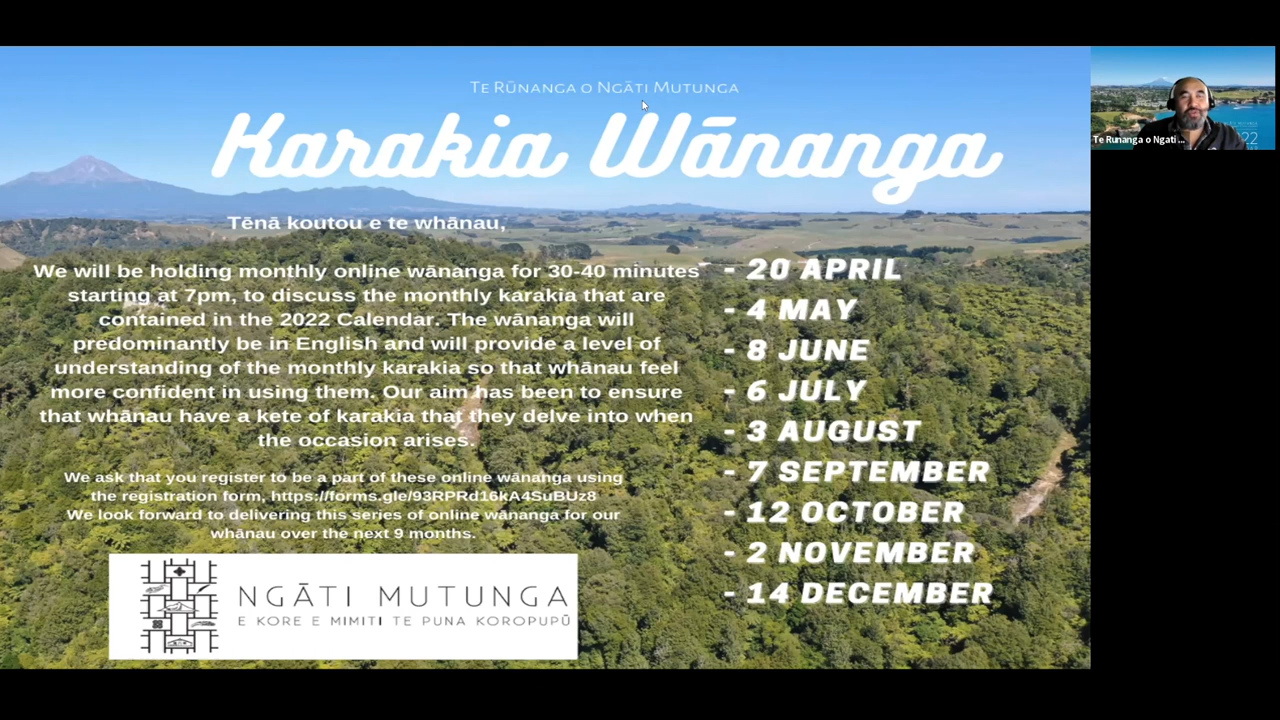 Te Rūnanga o Ngāti Mutunga
Karakia Wānanga
Tēnā koutou e te whānau,
We will be holding monthly online wānanga for 30-40 minutes
starting at 7pm, to discuss the monthly karakia that are
contained in the 2022 Calendar. The wānanga will
predominantly be in English and will provide a level of
understanding of the monthly karakia so that whānau feel
more confident in using them. Our aim has been to ensure
that whānau have a kete of karakia that they delve into when
the occasion arises.
We ask that you register to be a part of these online wānanga using
the registration form, https://forms.gle/93RPRd16kA4SuBUz8
We look forward to delivering this series of online wānanga for our
whānau over the next 9 months.
- 20 APRIL
- 4 MAY
- 8 JUNE
- 6 JULY
- 3 AUGUST
- 7 SEPTEMBER
- 12 OCTOBER
- 2 NOVEMBER
- 14 DECEMBER
NGĀTI MUTUNGA
E KORE E MIMITI TE PUNA KOROPUPŪ
Te Runanga o Ngati ...
22